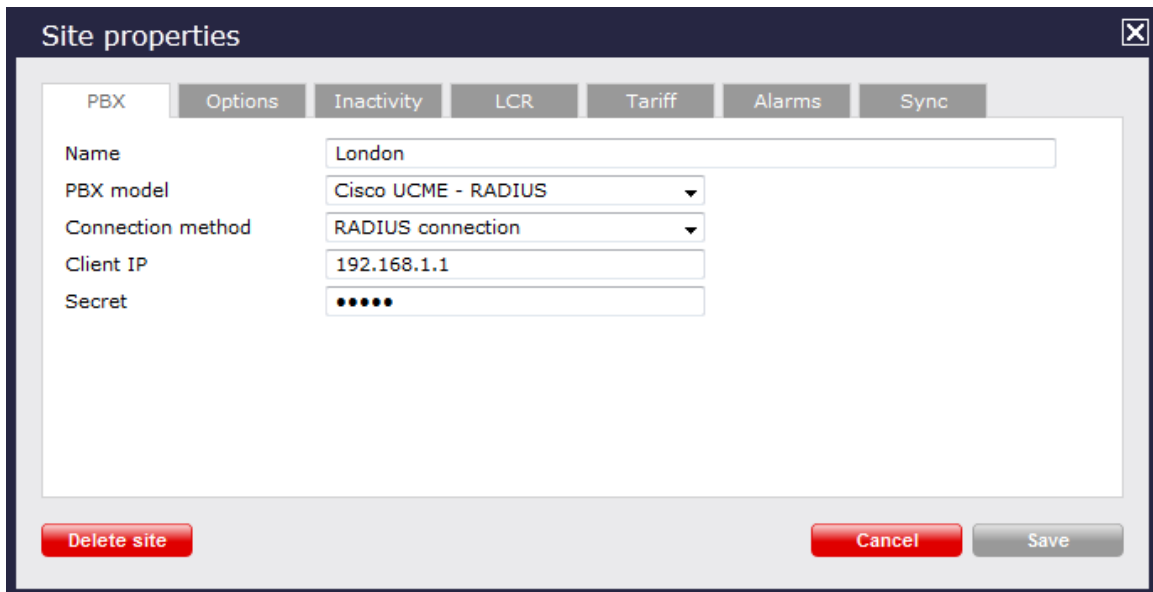 Site properties
PBX Options Inactivity LCR Tariff Alarms Sync
Name London
PBX model Cisco UCME - RADIUS
Connection method RADIUS connection
Client IP 192.168.1.1
Secret •••••
Delete site Cancel Save